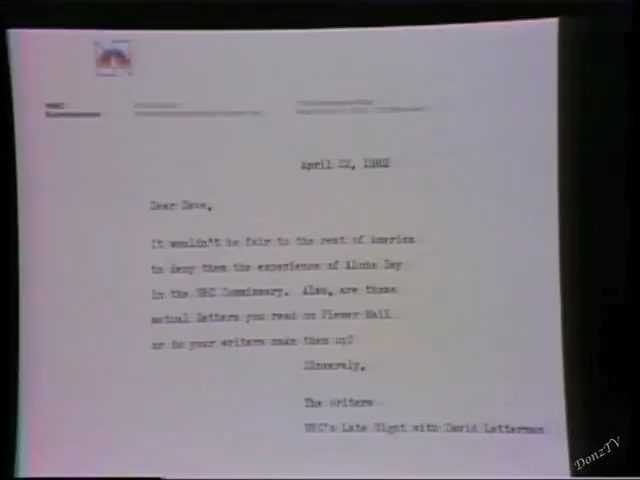 April 22, 1982
Dear Dave,
It wouldn't be fair to the rest of America
to deny them the experience of Aloha Day
in the NBC Commissary. Also, are those
actual letters you read on Viewer Mail
or do your writers make them up?
Sincerely,
The Writers
NBC's Late Night with David Letterman
DonzTV